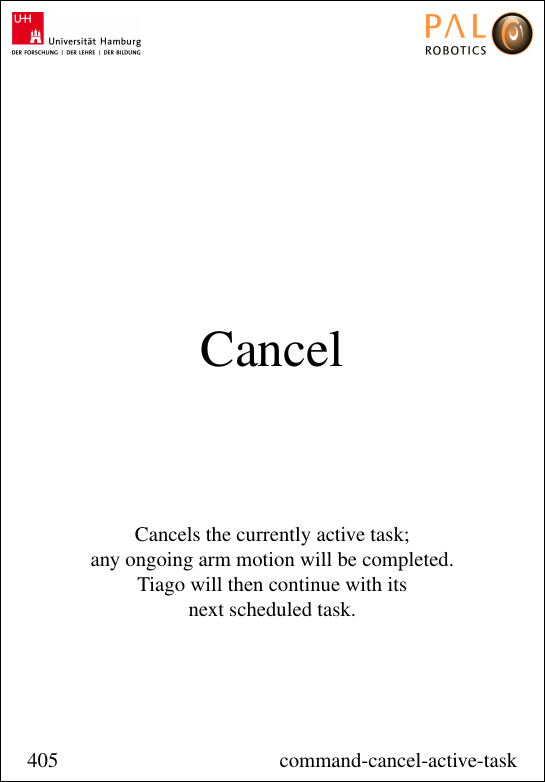 UHH
Universität Hamburg
DER FORSCHUNG | DER LEHRE | DER BILDUNG
PAL
ROBOTICS
Cancel
Cancels the currently active task;
any ongoing arm motion will be completed.
Tiago will then continue with its
next scheduled task.
405 command-cancel-active-task